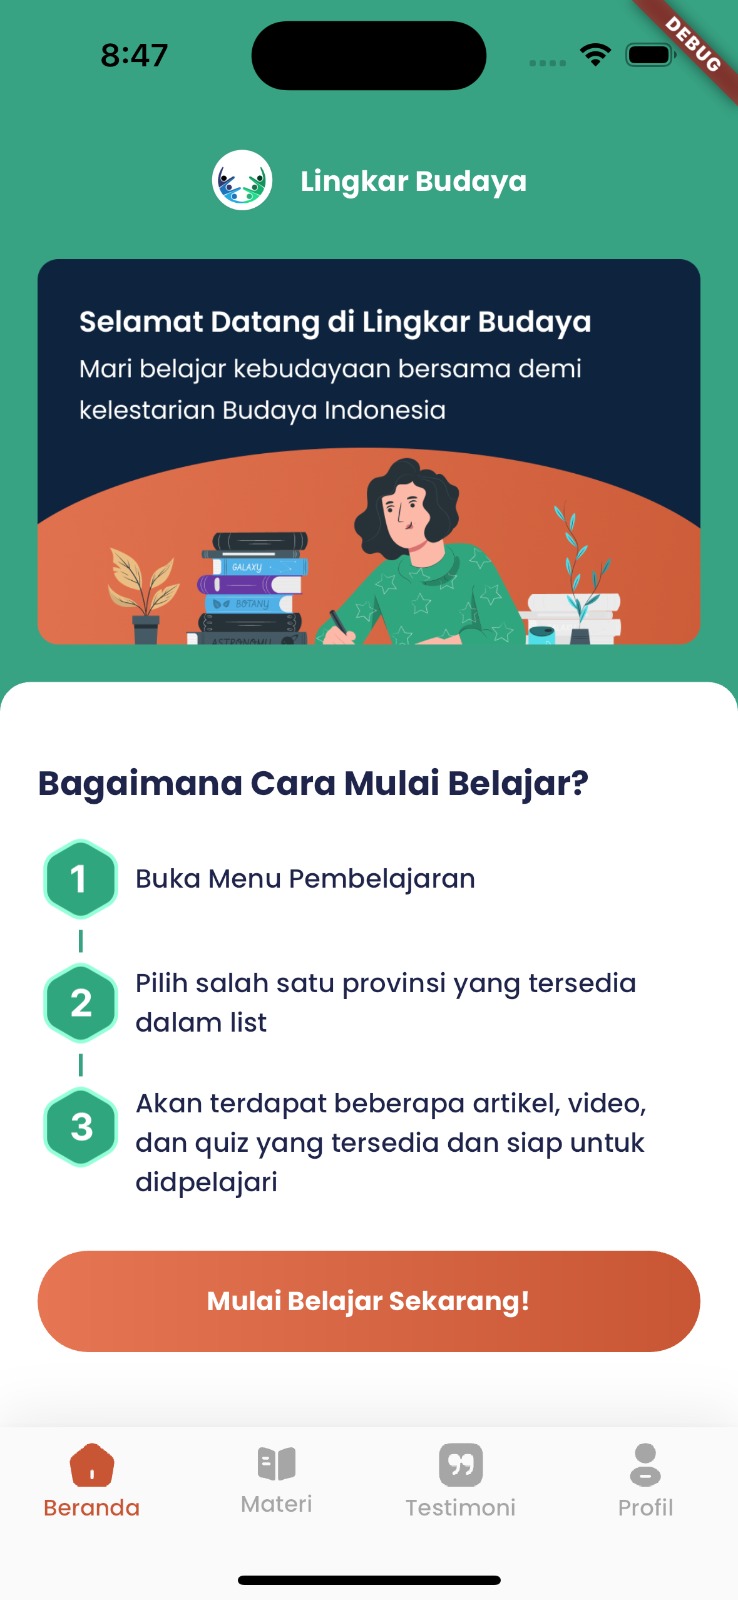 8:47
DEBUG
Lingkar Budaya
Selamat Datang di Lingkar Budaya
Mari belajar kebudayaan bersama demi
kelestarian Budaya Indonesia
GALAXY
BOTANY
ASTRONOMY
Bagaimana Cara Mulai Belajar?
1
Buka Menu Pembelajaran
2
Pilih salah satu provinsi yang tersedia
dalam list
3
Akan terdapat beberapa artikel, video,
dan quiz yang tersedia dan siap untuk
didpelajari
Mulai Belajar Sekarang!
Beranda
Materi
Testimoni
Profil